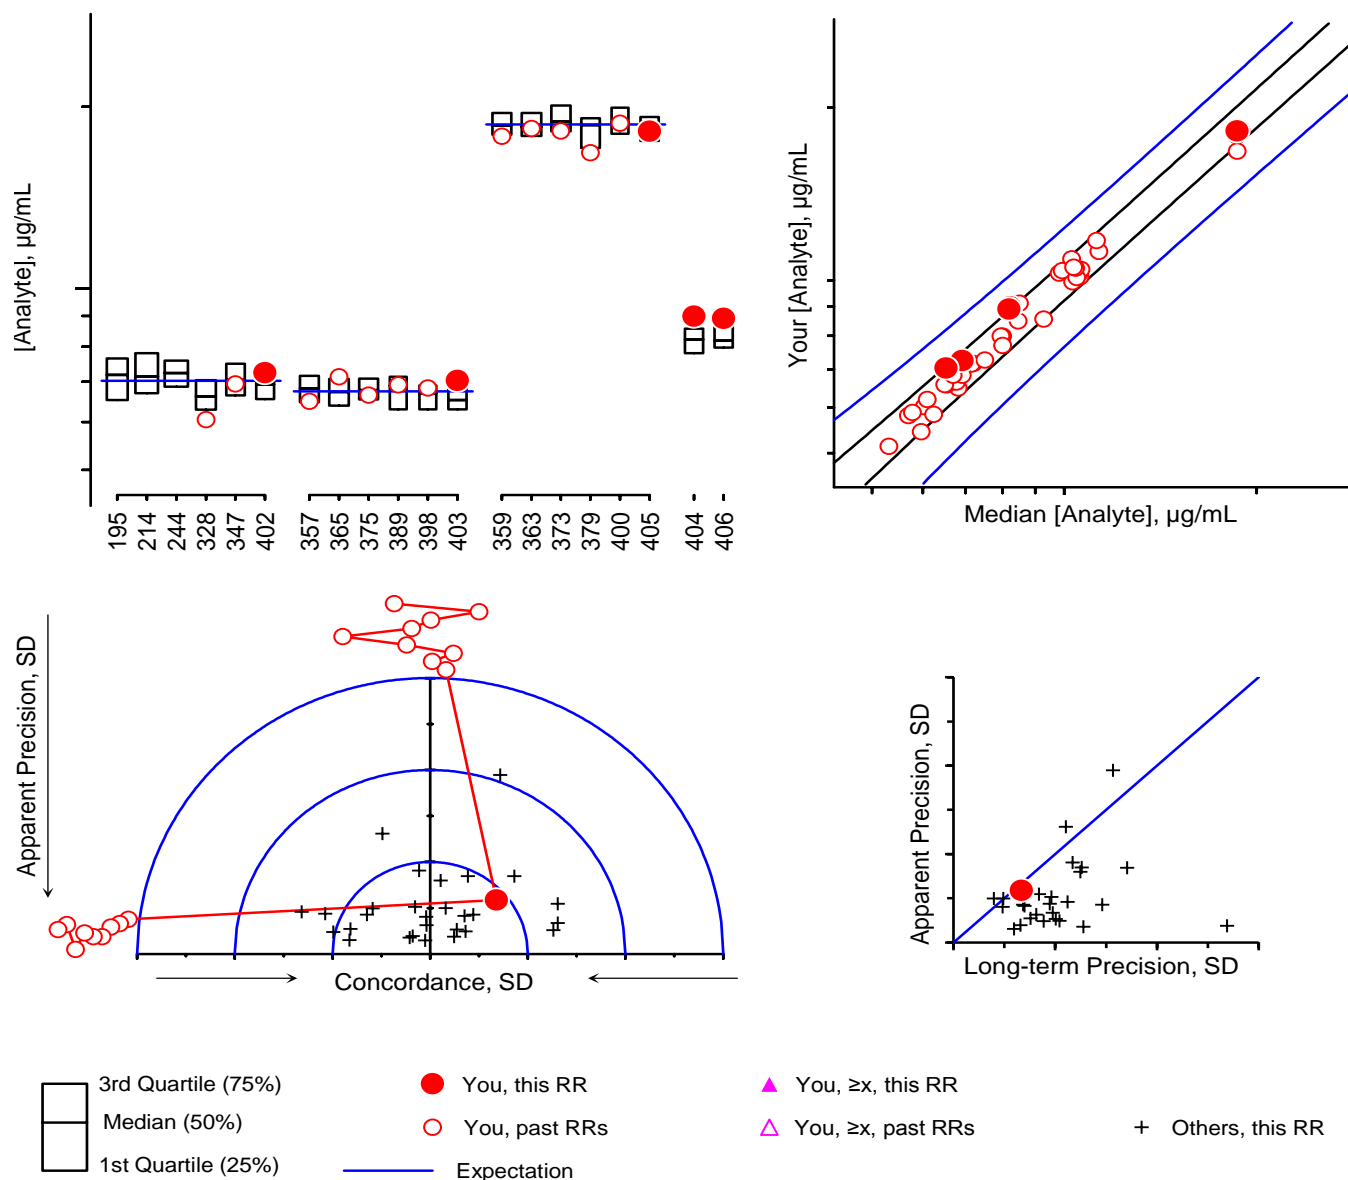 [Analyte], µg/mL
195
214
244
328
347
402
357
365
375
389
398
403
359
363
373
379
400
405
404
406
Your [Analyte], µg/mL
Median [Analyte], µg/mL
Apparent Precision, SD
Concordance, SD
Apparent Precision, SD
Long-term Precision, SD
3rd Quartile (75%)
Median (50%)
1st Quartile (25%)
You, this RR
You, past RRs
Expectation
You, ≥x, this RR
You, ≥x, past RRs
Others, this RR